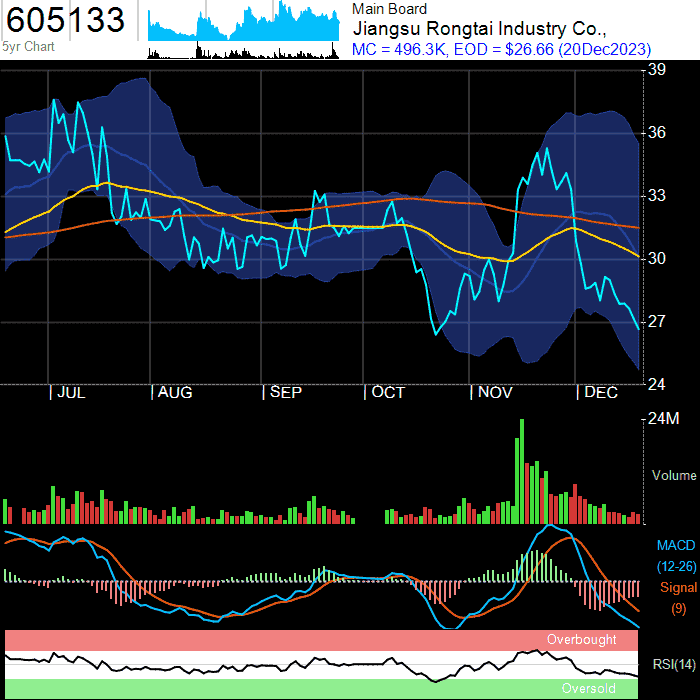 605133
5yr Chart
Main Board
Jiangsu Rongtai Industry Co.,
MC = 496.3K, EOD = $26.66 (20Dec2023)
39
36
33
30
27
24
JUL AUG SEP OCT NOV DEC
24M
Volume
MACD
(12-26)
Signal
(9)
Overbought
RSI(14)
Oversold